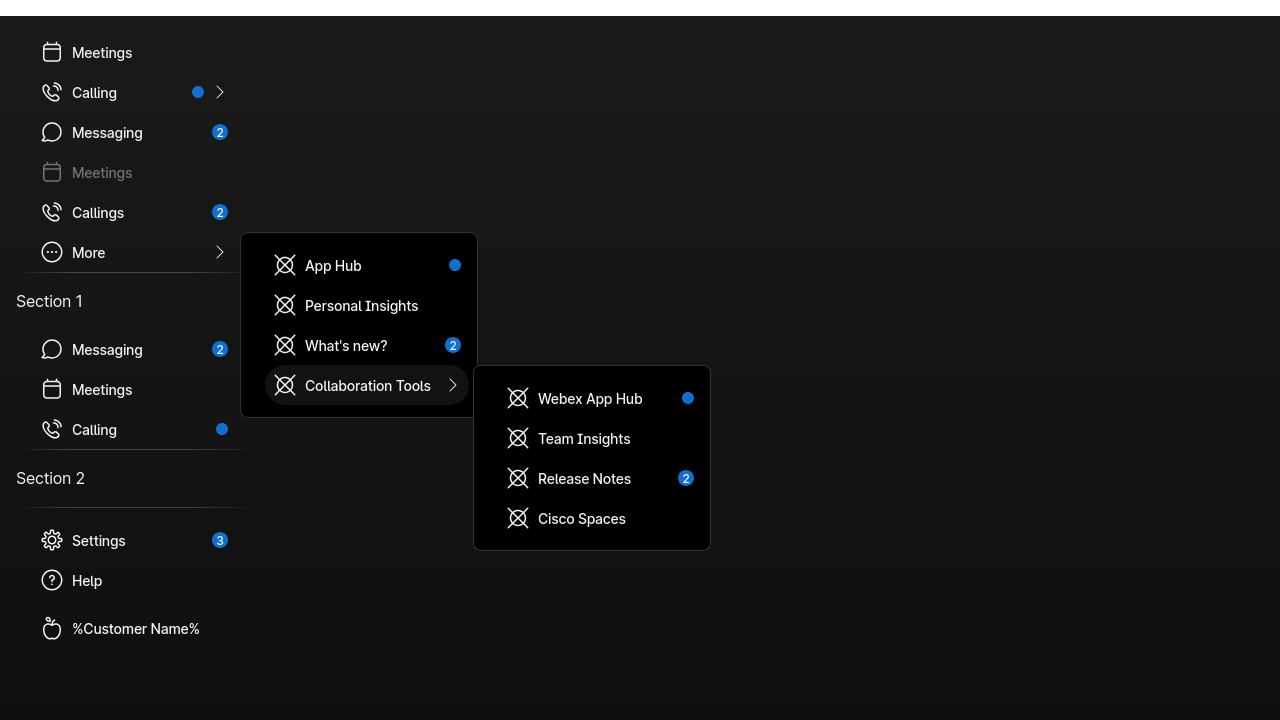 Meetings
Calling
Messaging 2
Meetings
Callings 2
More
Section 1
Messaging 2
Meetings
Calling
Section 2
Settings 3
Help
%Customer Name%
App Hub
Personal Insights
What's new? 2
Collaboration Tools
Webex App Hub
Team Insights
Release Notes 2
Cisco Spaces